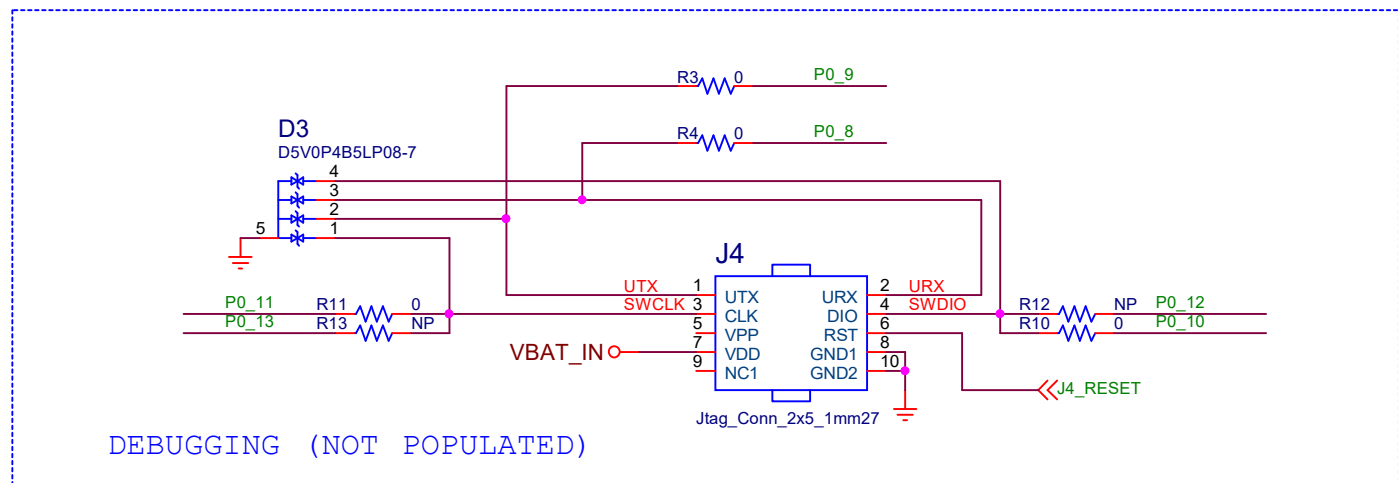 R3 0 P0_9
D3
R4 0 P0_8
D5V0P4B5LP08-7
4
3
2
5 1
J4
UTX 1 2 URX
UTX URX
P0_11 R11 0 SWCLK 3 CLK DIO 4 SWDIO R12 NP P0_12
P0_13 R13 NP 5 VPP RST 6 R10 0 P0_10
VBAT_IN 7 VDD GND1 8
9 NC1 GND2 10
J4_RESET
Jtag_Conn_2x5_1mm27
DEBUGGING (NOT POPULATED)